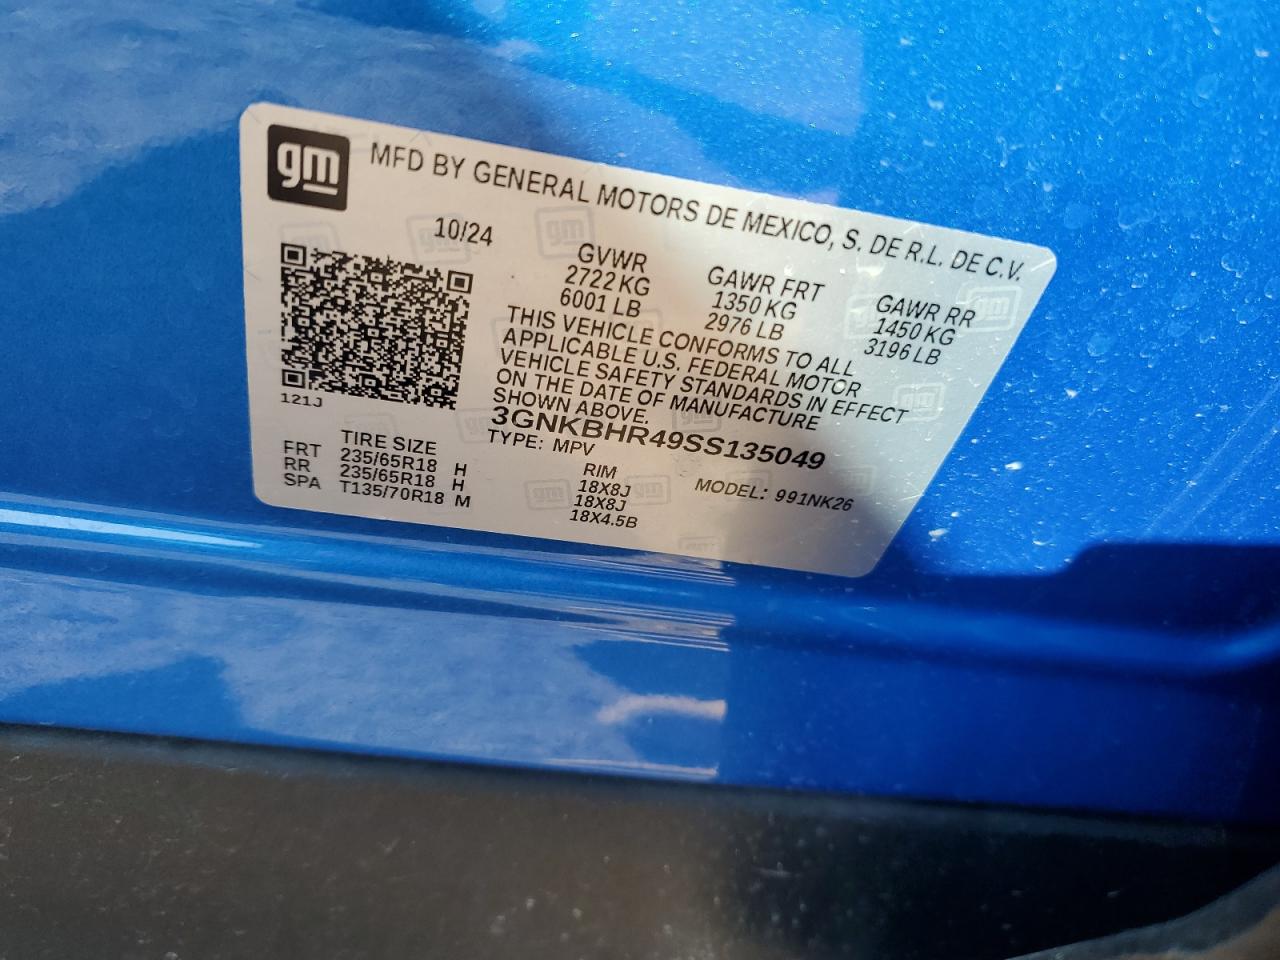 gm
MFD BY GENERAL MOTORS DE MEXICO, S. DE R.L. DE C.V.
10/24
GVWR
2722 KG
6001 LB
GAWR FRT
1350 KG
2976 LB
GAWR RR
1450 KG
3196 LB
THIS VEHICLE CONFORMS TO ALL
APPLICABLE U.S. FEDERAL MOTOR
VEHICLE SAFETY STANDARDS IN EFFECT
ON THE DATE OF MANUFACTURE
SHOWN ABOVE.
3GNKBHR49SS135049
TYPE: MPV
MODEL: 991NK26
121J
TIRE SIZE
RIM
FRT 235/65R18 H 18X8J
RR 235/65R18 H 18X8J
SPA T135/70R18 M 18X4.5B